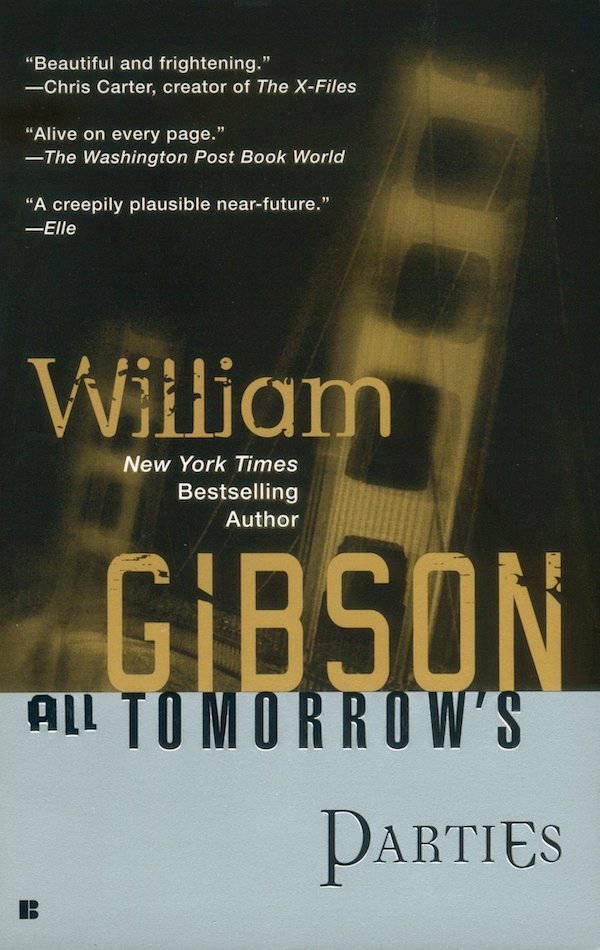 “Beautiful and frightening.”
—Chris Carter, creator of The X-Files
“Alive on every page.”
—The Washington Post Book World
“A creepily plausible near-future.”
—Elle
William
New York Times
Bestselling
Author
GIBSON
ALL TOMORROW'S
PARTIES
B